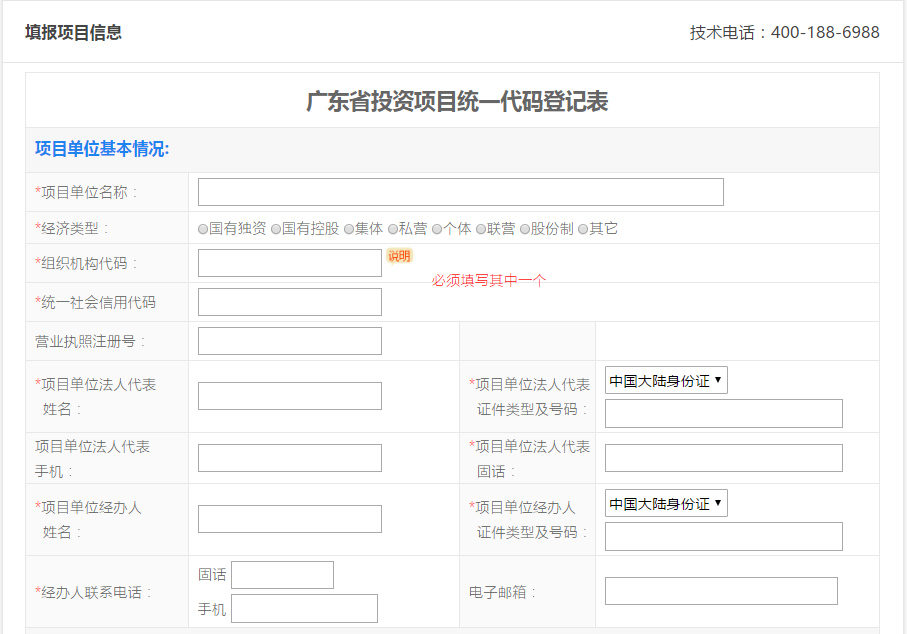 填报项目信息
技术电话：400-188-6988
广东省投资项目统一代码登记表
项目单位基本情况:
*项目单位名称：
*经济类型： 国有独资 国有控股 集体 私营 个体 联营 股份制 其它
*组织机构代码： 说明
必须填写其中一个
*统一社会信用代码
营业执照注册号：
*项目单位法人代表
姓名：
*项目单位法人代表
证件类型及号码：
中国大陆身份证
项目单位法人代表
手机：
*项目单位法人代表
固话：
*项目单位经办人
姓名：
*项目单位经办人
证件类型及号码：
中国大陆身份证
*经办人联系电话：
固话
手机
电子邮箱：